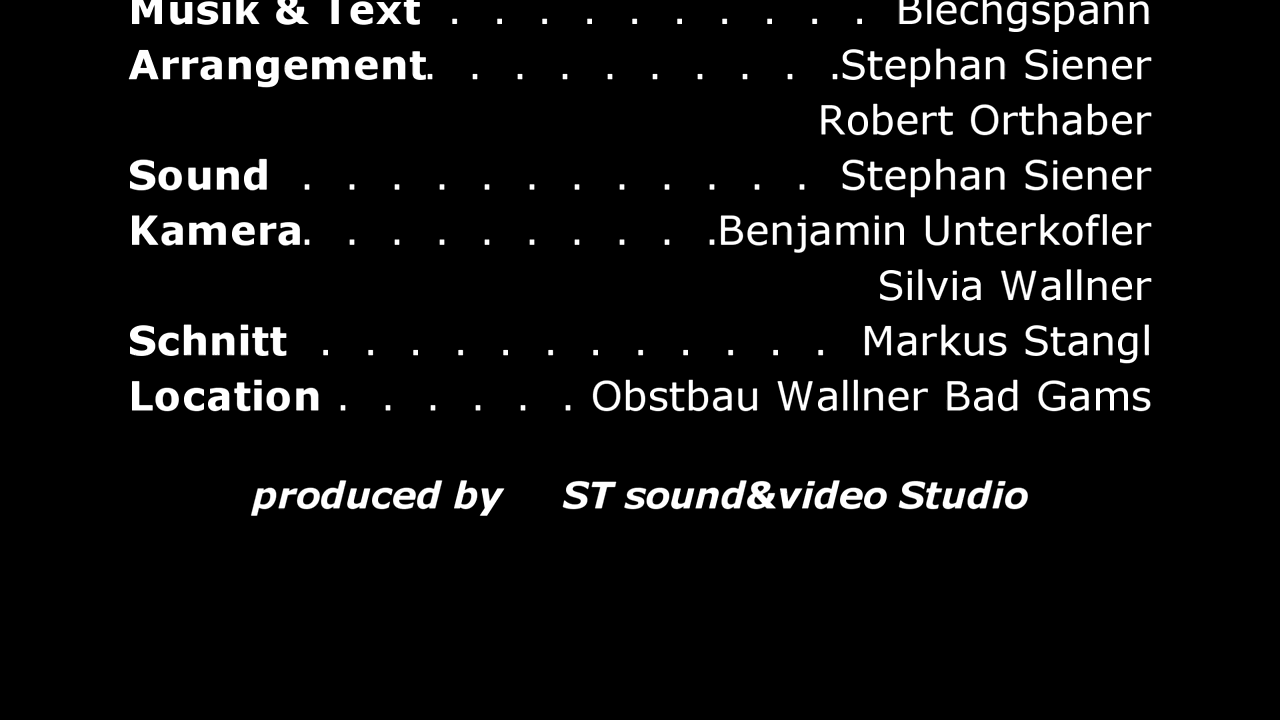 Musik & Text . . . . . . . . . . Blechgspann
Arrangement. . . . . . . . . .Stephan Siener
Robert Orthaber
Sound . . . . . . . . . . . . Stephan Siener
Kamera. . . . . . . . . .Benjamin Unterkofler
Silvia Wallner
Schnitt . . . . . . . . . . . . Markus Stangl
Location . . . . . . Obstbau Wallner Bad Gams
produced by ST sound&video Studio